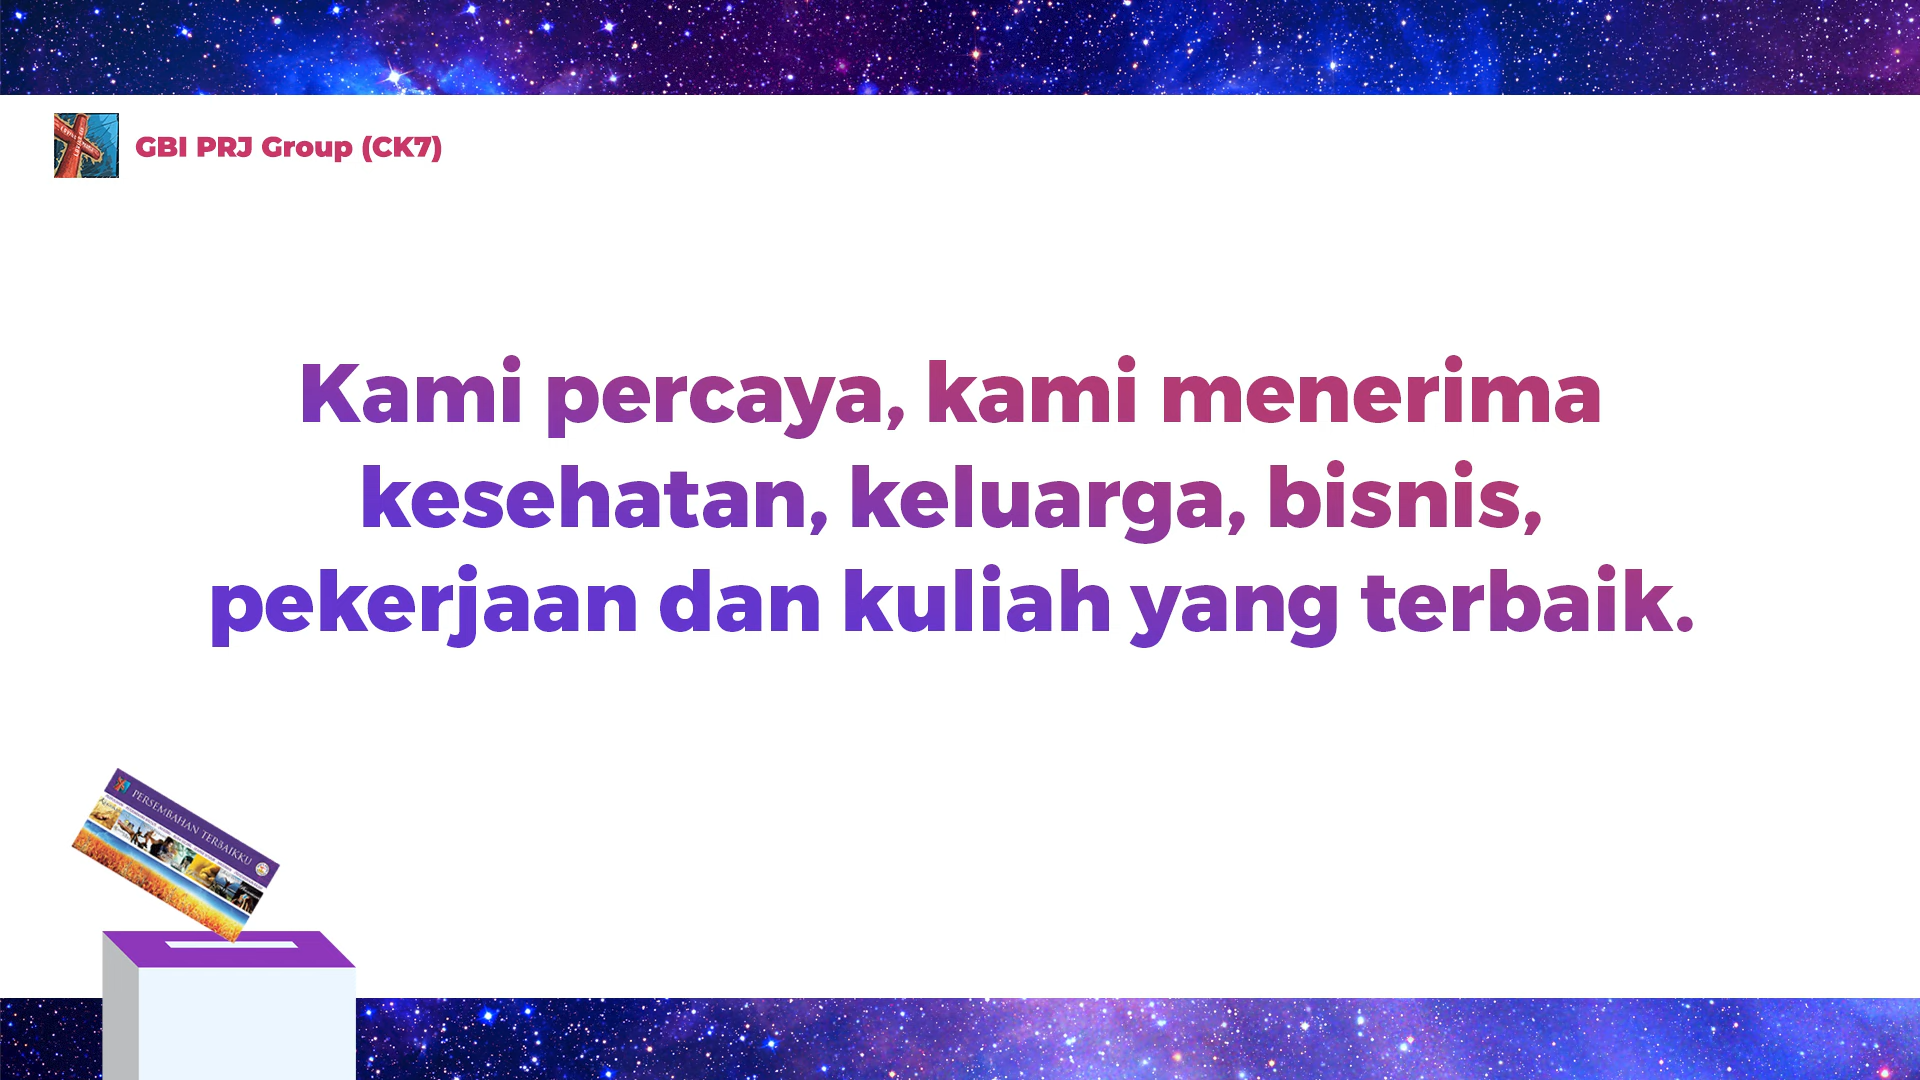 GBI PRJ Group (CK7)
Kami percaya, kami menerima
kesehatan, keluarga, bisnis,
pekerjaan dan kuliah yang terbaik.
PERSEMBAHAN TERBAIKKU